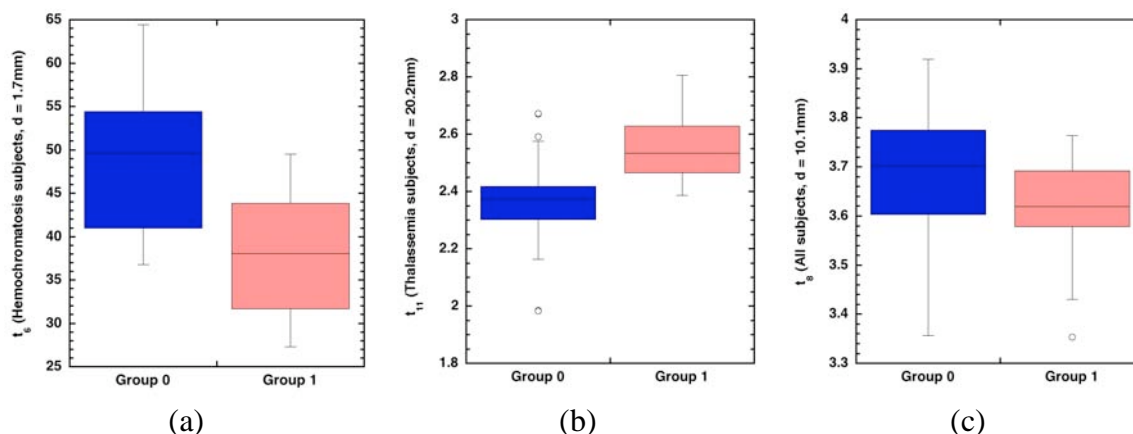 t6 (Hemochromatosis subjects, d = 1.7mm)
65
60
55
50
45
40
35
30
25
Group 0 Group 1
(a)
t11 (Thalassemia subjects, d = 20.2mm)
3
2.8
2.6
2.4
2.2
2
1.8
Group 0 Group 1
(b)
t8 (All subjects, d = 10.1mm)
4
3.9
3.8
3.7
3.6
3.5
3.4
3.3
Group 0 Group 1
(c)